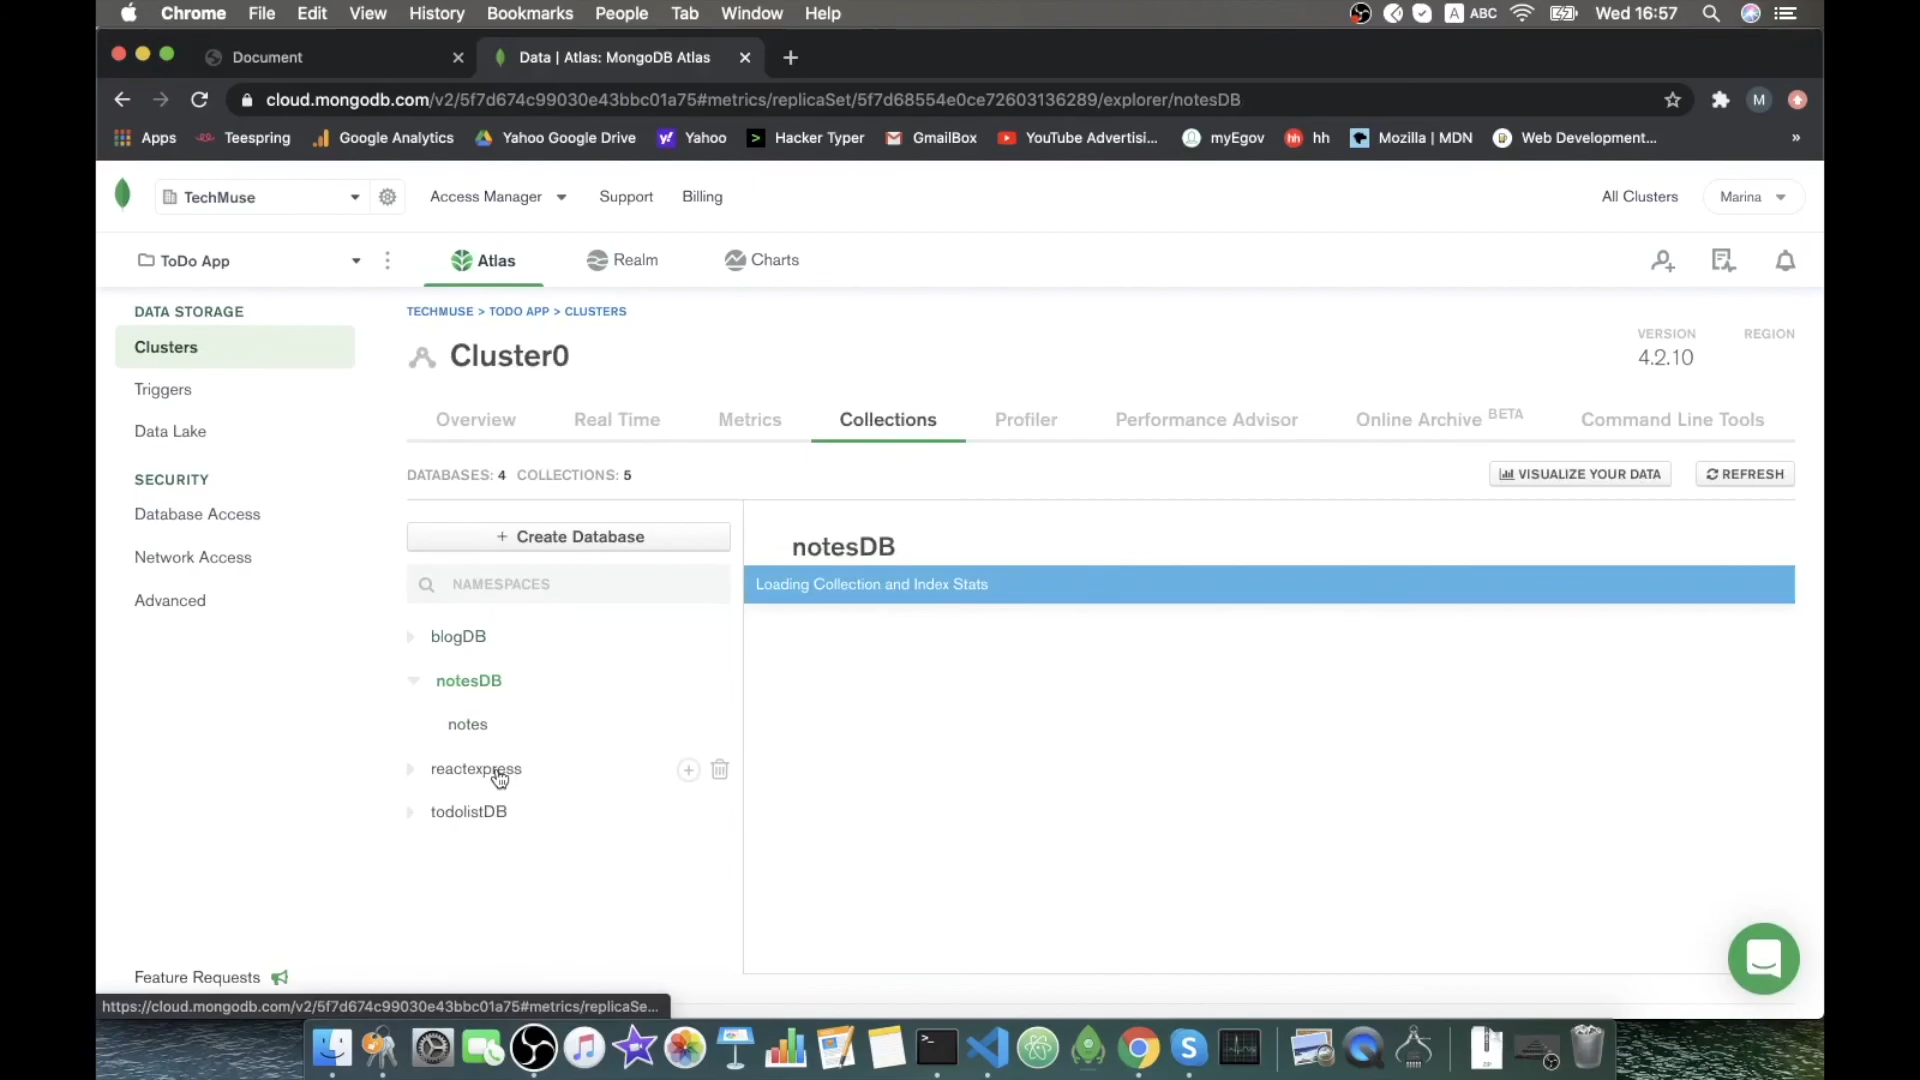 Chrome File Edit View History Bookmarks People Tab Window Help A ABC Wed 16:57
Document Data | Atlas: MongoDB Atlas
cloud.mongodb.com/v2/5f7d674c99030e43bbc01a75#metrics/replicaSet/5f7d68554e0ce72603136289/explorer/notesDB M
Apps Teespring Google Analytics Yahoo Google Drive Yahoo Hacker Typer GmailBox YouTube Advertisi... myEgov hh hh Mozilla | MDN Web Development... »
TechMuse Access Manager Support Billing All Clusters Marina
ToDo App Atlas Realm Charts
DATA STORAGE
Clusters
Triggers
Data Lake
SECURITY
Database Access
Network Access
Advanced
Feature Requests
TECHMUSE > TODO APP > CLUSTERS
Cluster0
VERSION REGION
4.2.10
Overview Real Time Metrics Collections Profiler Performance Advisor Online Archive BETA Command Line Tools
DATABASES: 4 COLLECTIONS: 5 VISUALIZE YOUR DATA REFRESH
+ Create Database
NAMESPACES
blogDB
notesDB
notes
reactexpress
todolistDB
notesDB
Loading Collection and Index Stats
https://cloud.mongodb.com/v2/5f7d674c99030e43bbc01a75#metrics/replicaSe...